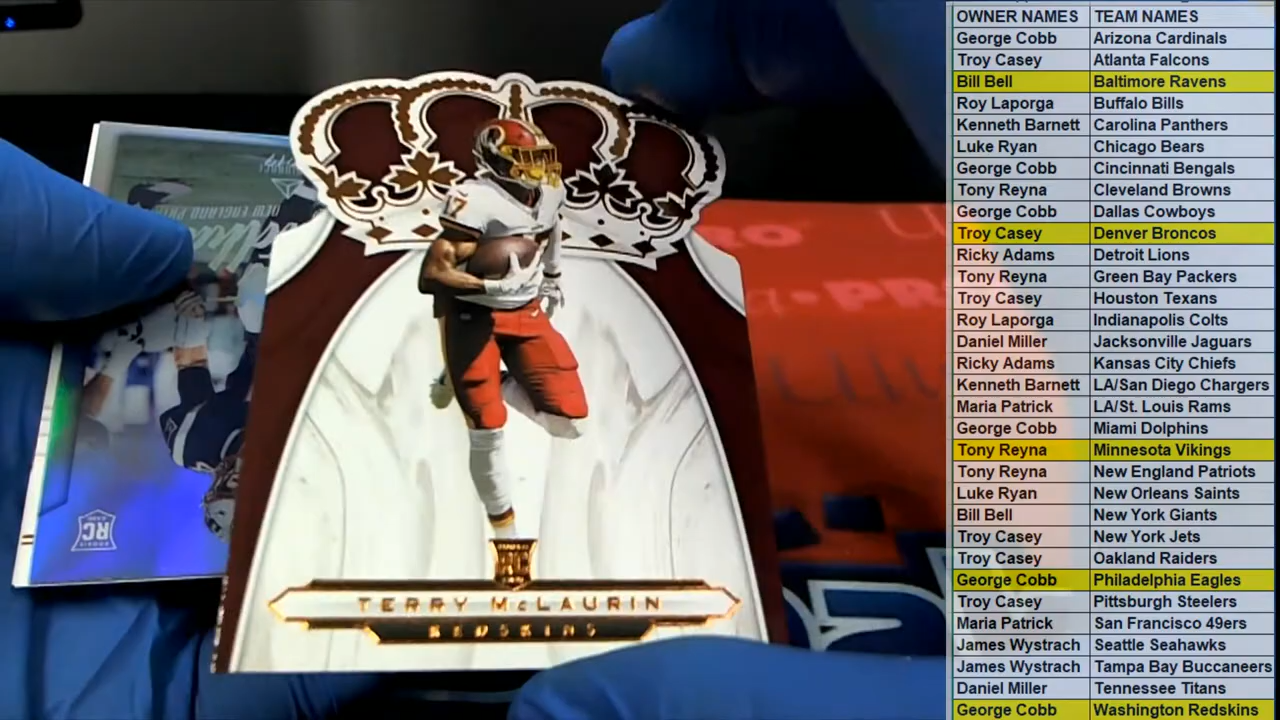 OWNER NAMES TEAM NAMES
George Cobb Arizona Cardinals
Troy Casey Atlanta Falcons
Bill Bell Baltimore Ravens
Roy Laporga Buffalo Bills
Kenneth Barnett Carolina Panthers
Luke Ryan Chicago Bears
George Cobb Cincinnati Bengals
Tony Reyna Cleveland Browns
George Cobb Dallas Cowboys
Troy Casey Denver Broncos
Ricky Adams Detroit Lions
Tony Reyna Green Bay Packers
Troy Casey Houston Texans
Roy Laporga Indianapolis Colts
Daniel Miller Jacksonville Jaguars
Ricky Adams Kansas City Chiefs
Kenneth Barnett LA/San Diego Chargers
Maria Patrick LA/St. Louis Rams
George Cobb Miami Dolphins
Tony Reyna Minnesota Vikings
Tony Reyna New England Patriots
Luke Ryan New Orleans Saints
Bill Bell New York Giants
Troy Casey New York Jets
Troy Casey Oakland Raiders
George Cobb Philadelphia Eagles
Troy Casey Pittsburgh Steelers
Maria Patrick San Francisco 49ers
James Wystrach Seattle Seahawks
James Wystrach Tampa Bay Buccaneers
Daniel Miller Tennessee Titans
George Cobb Washington Redskins
7
RC
TERRY McLAURIN
REDSKINS
NEW ENGLAND
RC